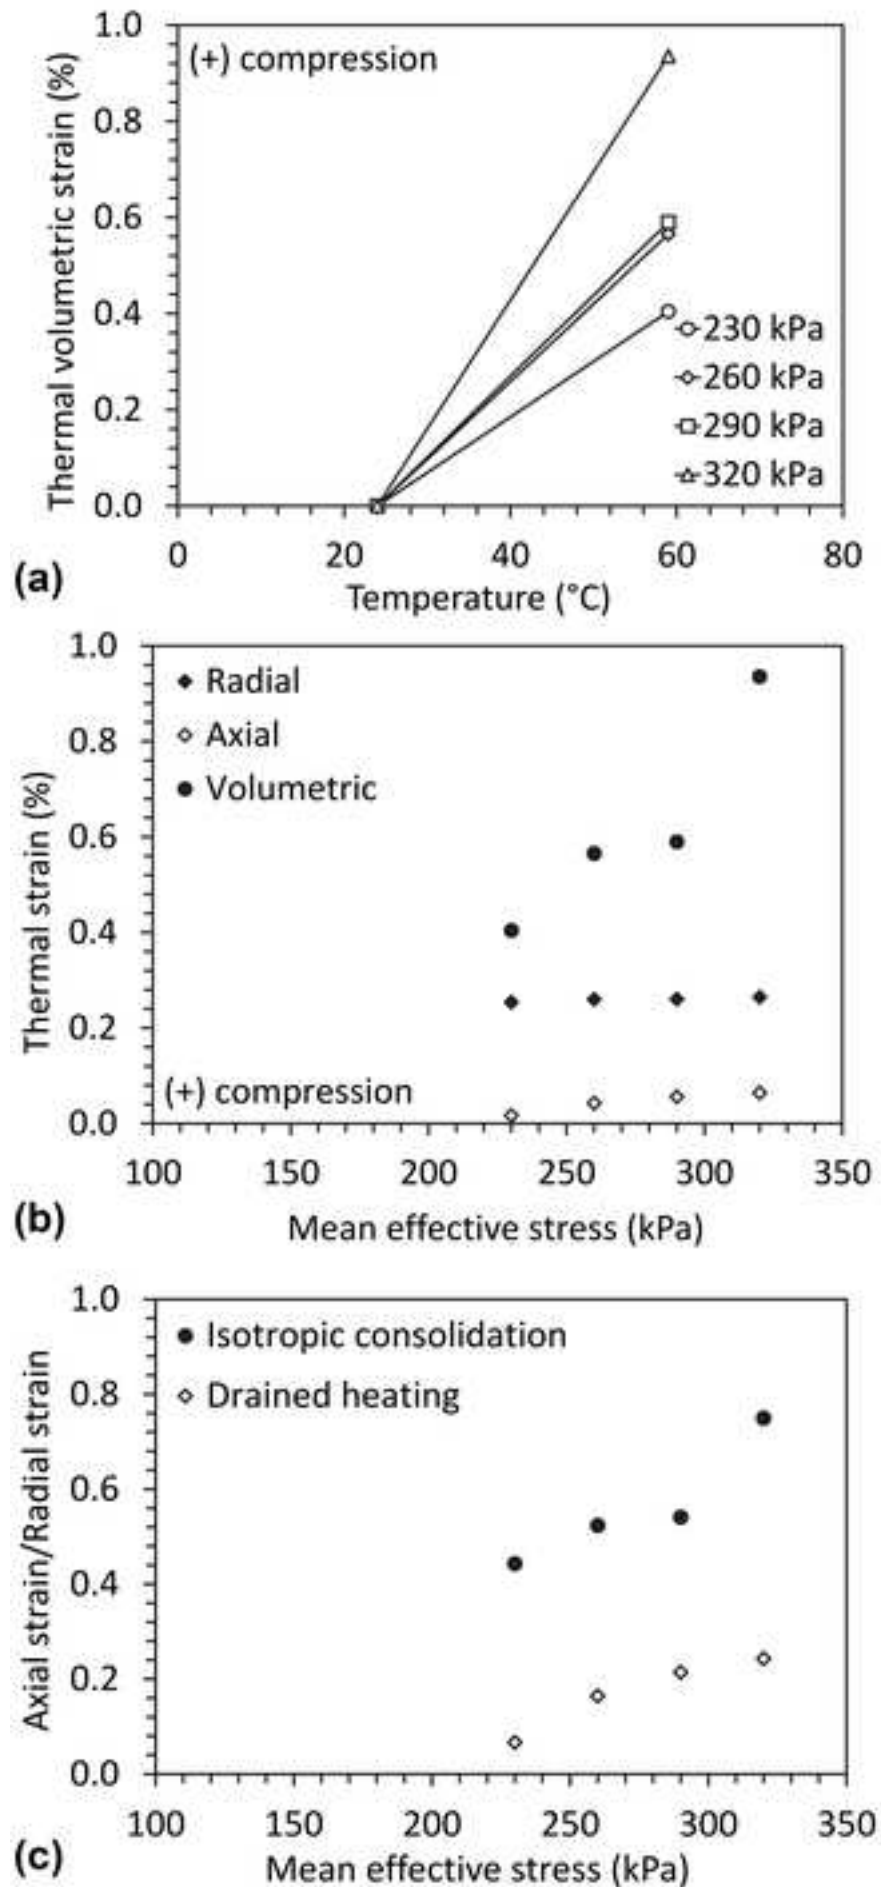 1.0
(+) compression
0.8
0.6
0.4
0.2
0.0
Thermal volumetric strain (%)
230 kPa
260 kPa
290 kPa
320 kPa
0 20 40 60 80
(a)
Temperature (°C)
1.0
0.8
0.6
0.4
0.2
0.0
Thermal strain (%)
Radial
Axial
Volumetric
(+) compression
100 150 200 250 300 350
(b)
Mean effective stress (kPa)
1.0
0.8
0.6
0.4
0.2
0.0
Axial strain/Radial strain
Isotropic consolidation
Drained heating
100 150 200 250 300 350
(c)
Mean effective stress (kPa)